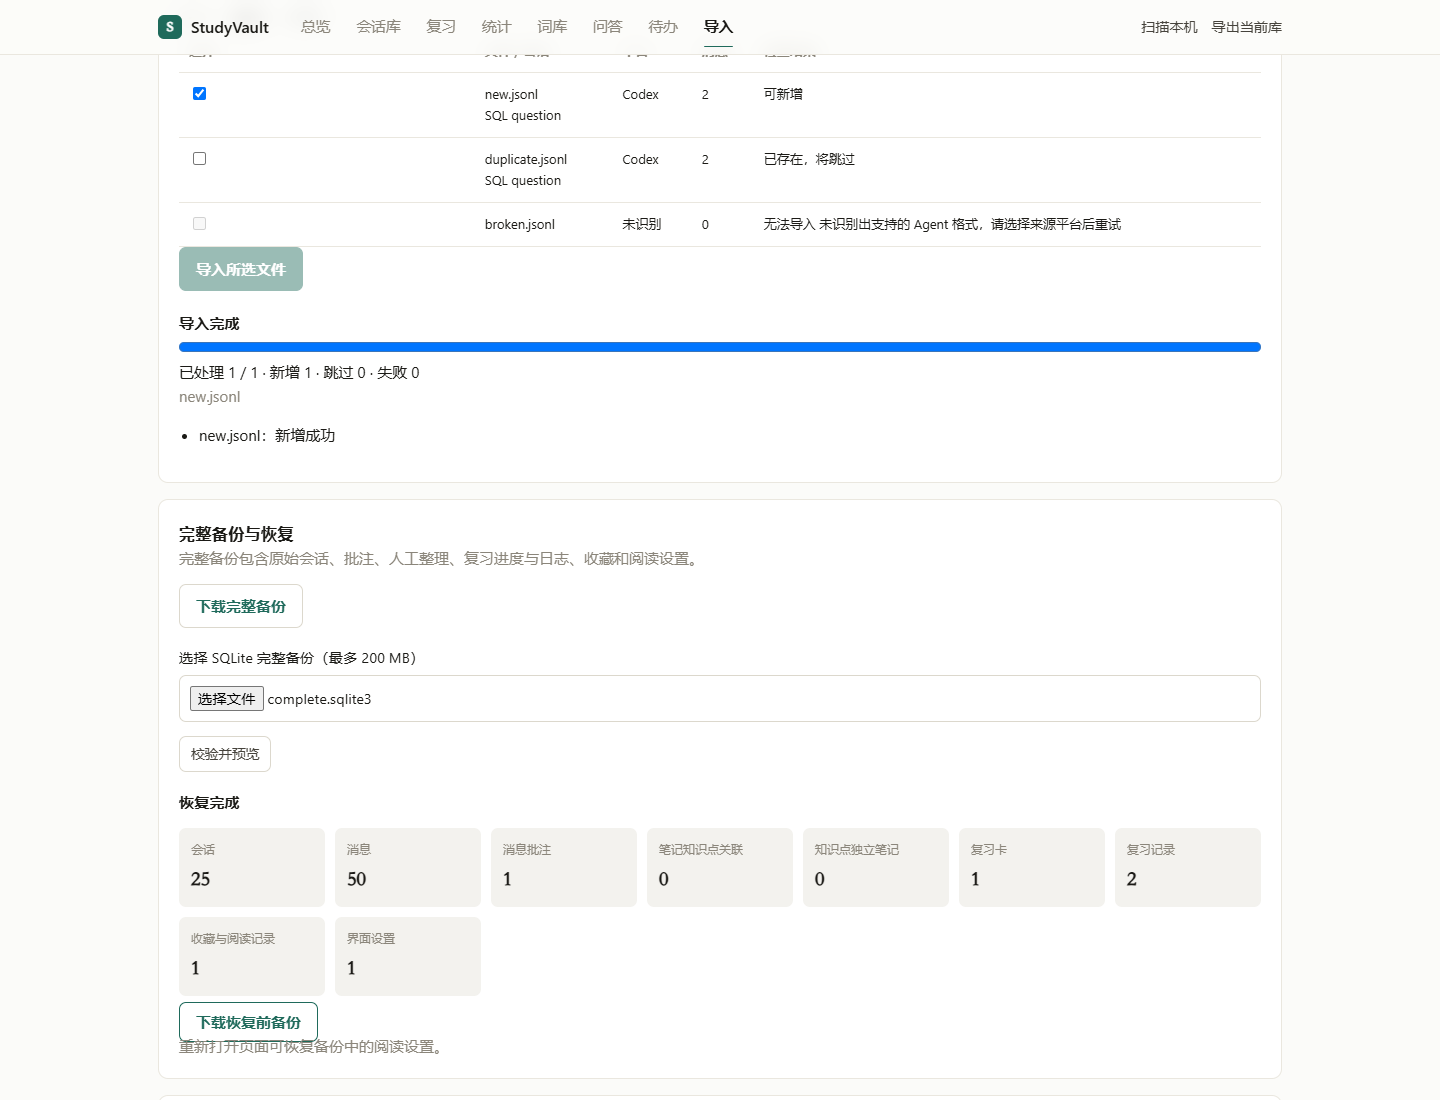 S StudyVault 总览 会话库 复习 统计 词库 问答 待办 导入 扫描本机 导出当前库
new.jsonl Codex 2 可新增
SQL question
duplicate.jsonl Codex 2 已存在，将跳过
SQL question
broken.jsonl 未识别 0 无法导入 未识别出支持的 Agent 格式，请选择来源平台后重试
导入所选文件
导入完成
已处理 1 / 1 · 新增 1 · 跳过 0 · 失败 0
new.jsonl
new.jsonl：新增成功
完整备份与恢复
完整备份包含原始会话、批注、人工整理、复习进度与日志、收藏和阅读设置。
下载完整备份
选择 SQLite 完整备份（最多 200 MB）
选择文件 complete.sqlite3
校验并预览
恢复完成
会话 消息 消息批注 笔记知识点关联 知识点独立笔记 复习卡 复习记录
25 50 1 0 0 1 2
收藏与阅读记录 界面设置
1 1
下载恢复前备份
重新打开页面可恢复备份中的阅读设置。